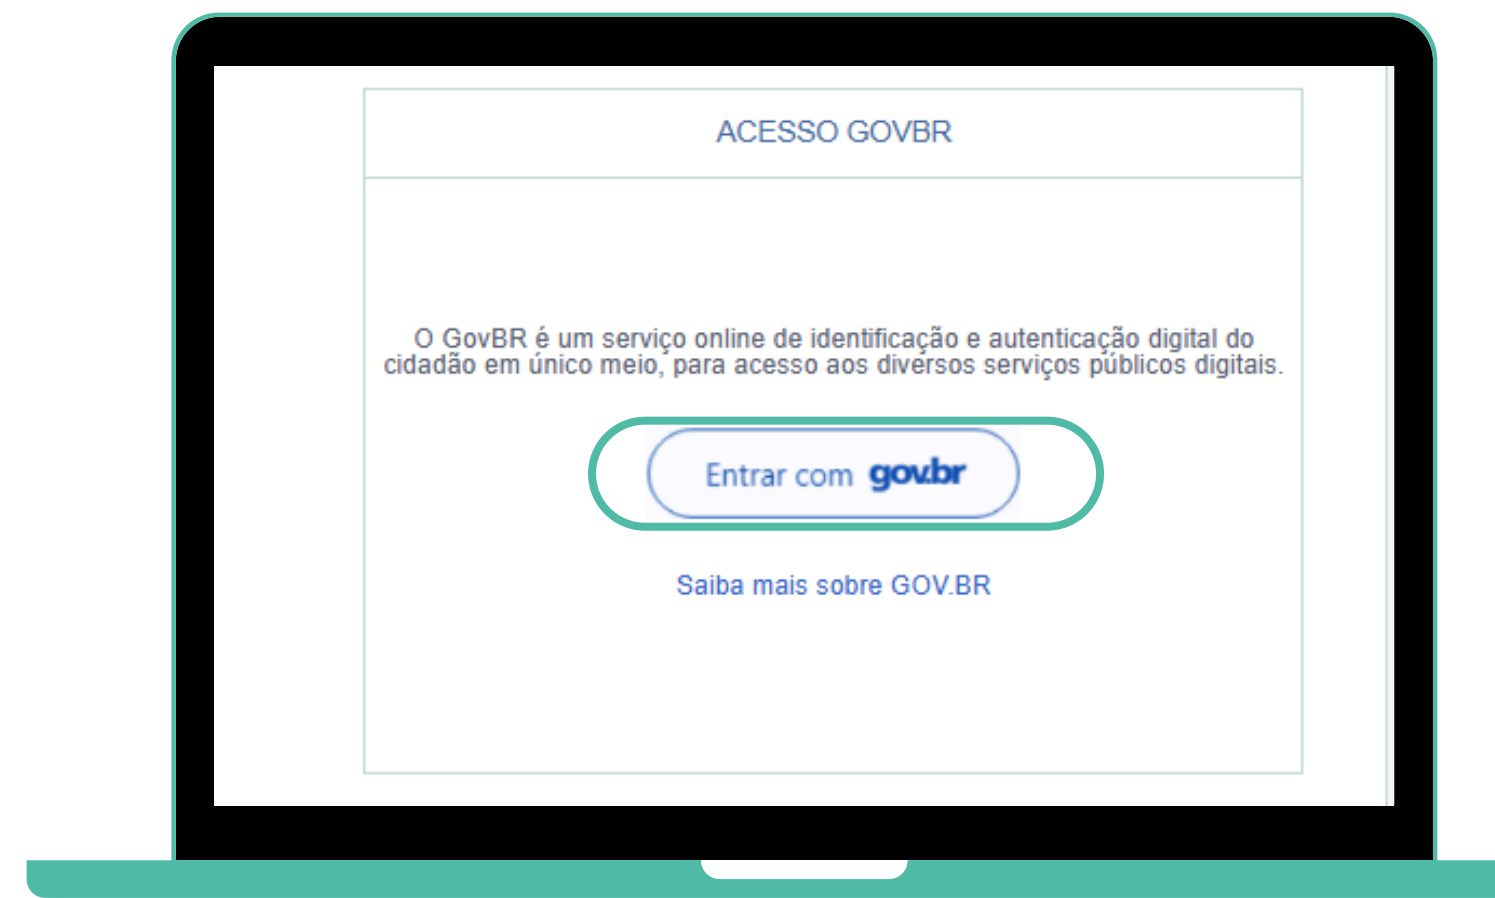 ACESSO GOVBR
O GovBR é um serviço online de identificação e autenticação digital do
cidadão em único meio, para acesso aos diversos serviços públicos digitais.
Entrar com gov.br
Saiba mais sobre GOV.BR